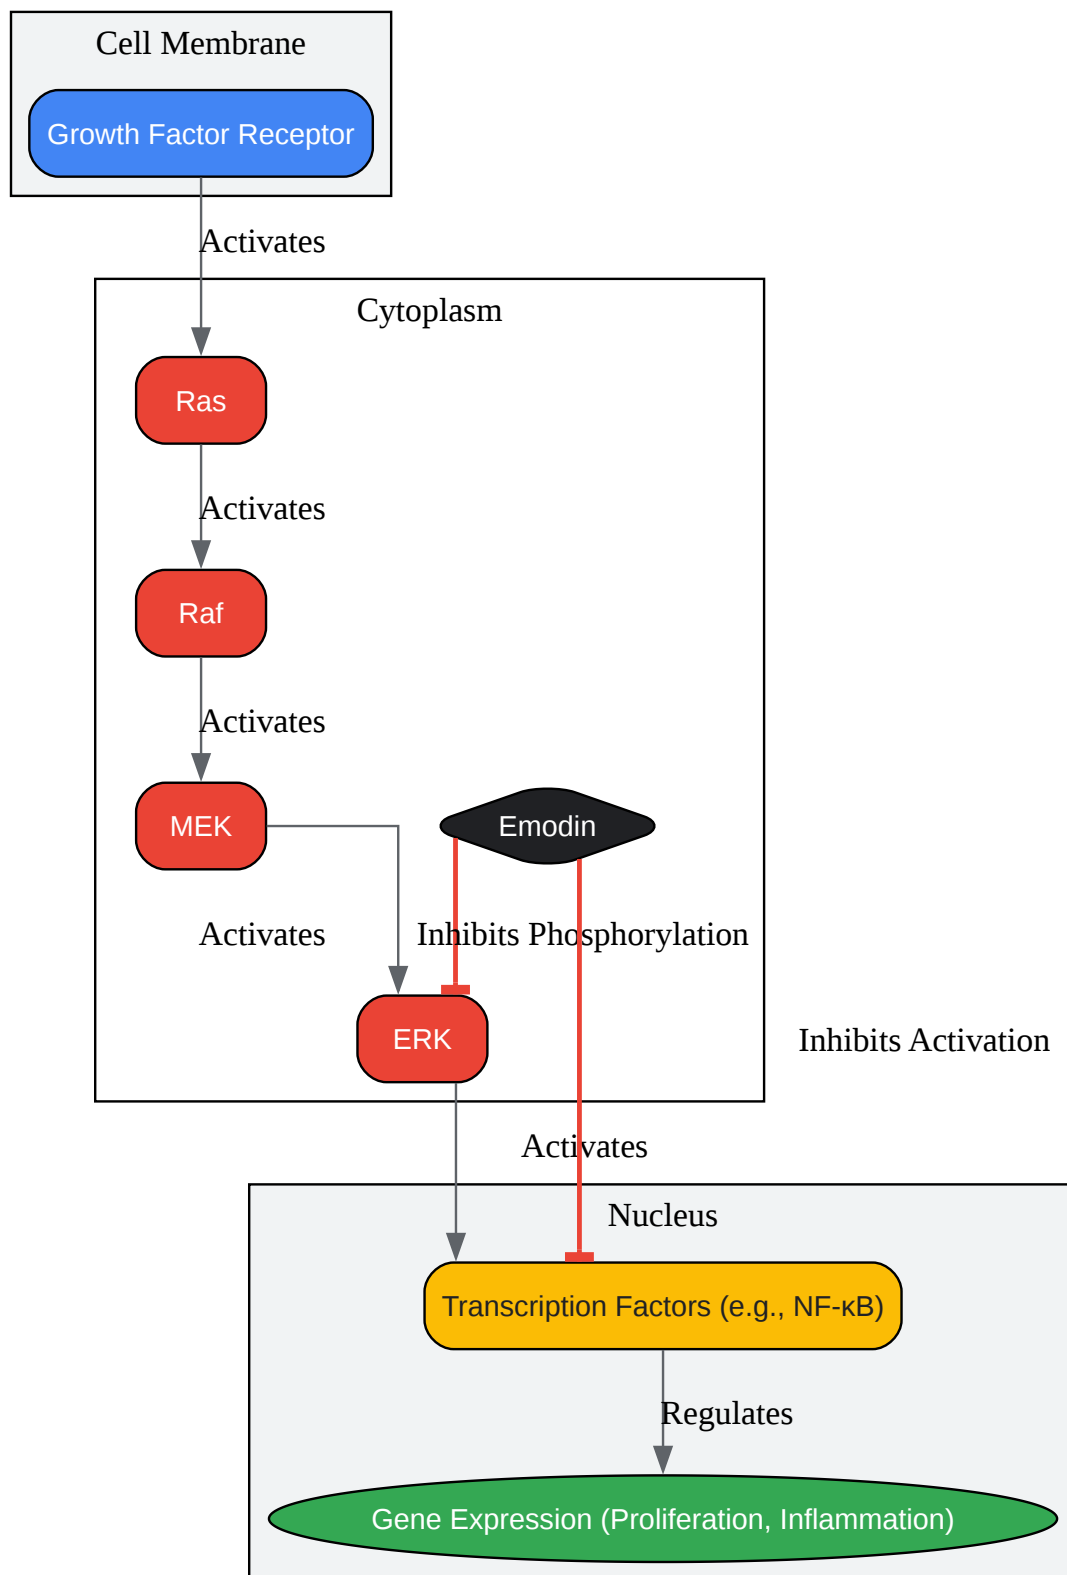 Cell Membrane
Growth Factor Receptor
Activates
Cytoplasm
Ras
Activates
Raf
Activates
MEK
Emodin
Activates
Inhibits Phosphorylation
ERK
Inhibits Activation
Activates
Nucleus
Transcription Factors (e.g., NF-κB)
Regulates
Gene Expression (Proliferation, Inflammation)